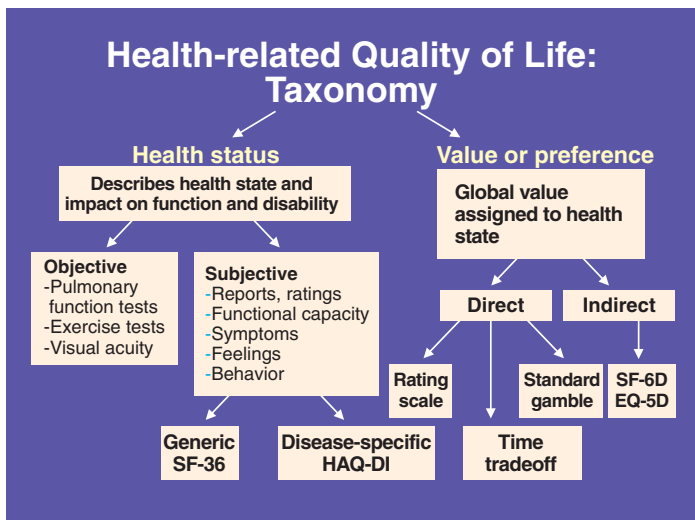 Health-related Quality of Life:
Taxonomy
Health status
Describes health state and
impact on function and disability
Objective
-Pulmonary
function tests
-Exercise tests
-Visual acuity
Subjective
-Reports, ratings
-Functional capacity
-Symptoms
-Feelings
-Behavior
Generic
SF-36
Disease-specific
HAQ-DI
Value or preference
Global value
assigned to health
state
Direct
Indirect
Rating
scale
Time
tradeoff
Standard
gamble
SF-6D
EQ-5D